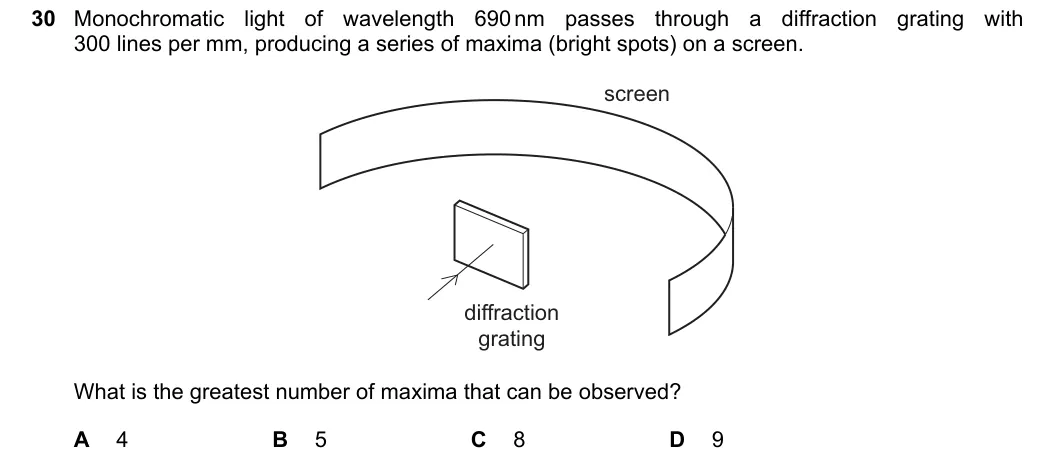 30 Monochromatic light of wavelength 690 nm passes through a diffraction grating with
300 lines per mm, producing a series of maxima (bright spots) on a screen.
screen
diffraction
grating
What is the greatest number of maxima that can be observed?
A 4 B 5 C 8 D 9